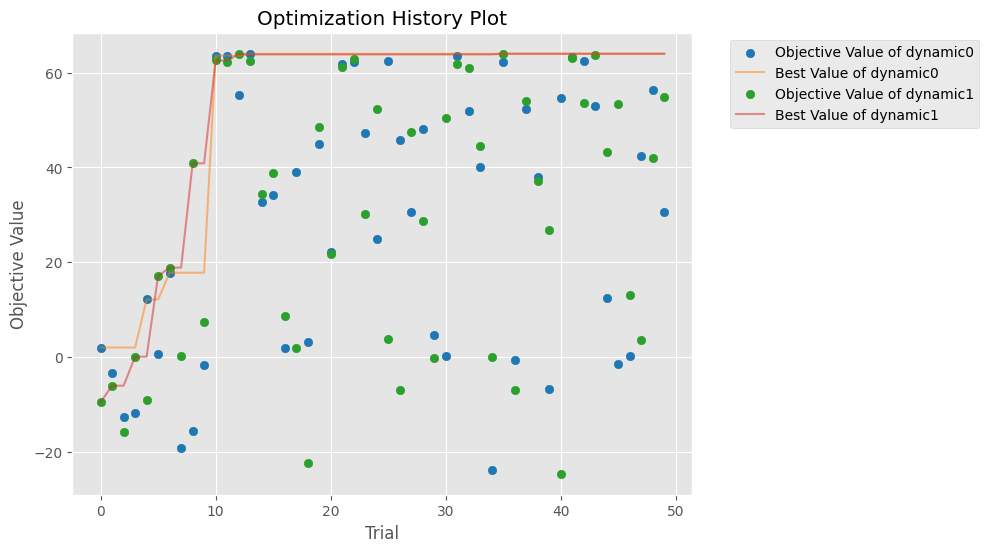 Optimization History Plot
Objective Value of dynamic0
Best Value of dynamic0
Objective Value of dynamic1
Best Value of dynamic1
Objective Value
60
40
20
0
−20
0 10 20 30 40 50
Trial